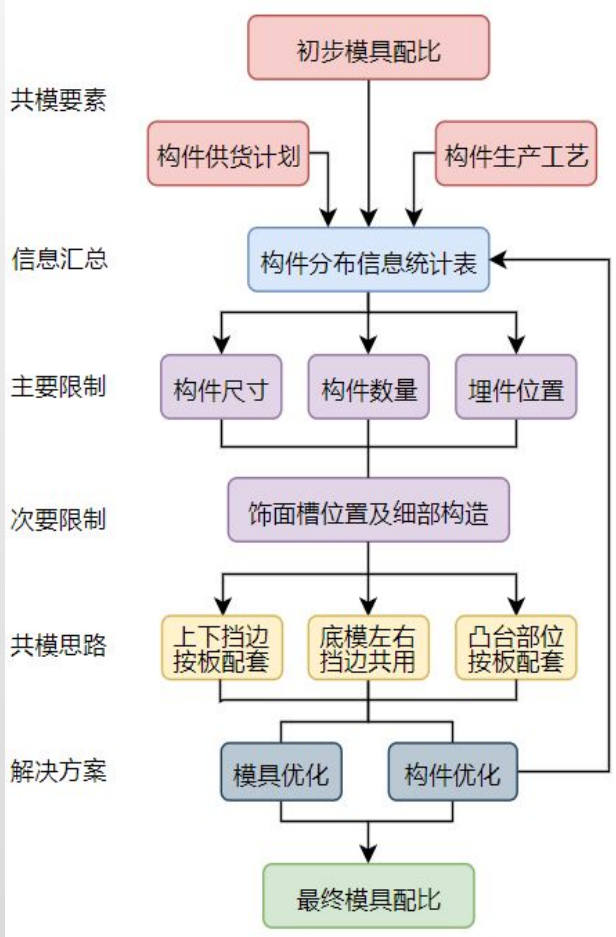 初步模具配比
共模要素
构件供货计划
构件生产工艺
信息汇总
构件分布信息统计表
主要限制
构件尺寸
构件数量
埋件位置
次要限制
饰面槽位置及细部构造
共模思路
上下挡边
按板配套
底模左右
挡边共用
凸台部位
按板配套
解决方案
模具优化
构件优化
最终模具配比